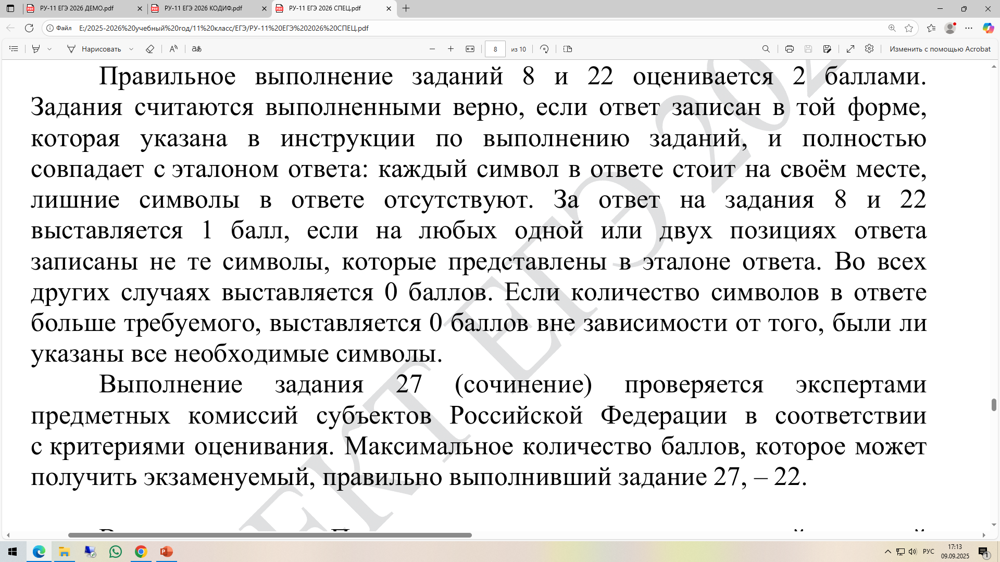 РУ-11 ЕГЭ 2026 ДЕМО.pdf
РУ-11 ЕГЭ 2026 КОДИФ.pdf
РУ-11 ЕГЭ 2026 СПЕЦ.pdf
Файл
E:/2025-2026%20учебный%20год/11%20класс/ЕГЭ/РУ-11%20ЕГЭ%202026%20СПЕЦ.pdf
Нарисовать
8 из 10
Изменить с помощью Acrobat
Правильное выполнение заданий 8 и 22 оценивается 2 баллами.
Задания считаются выполненными верно, если ответ записан в той форме,
которая указана в инструкции по выполнению заданий, и полностью
совпадает с эталоном ответа: каждый символ в ответе стоит на своём месте,
лишние символы в ответе отсутствуют. За ответ на задания 8 и 22
выставляется 1 балл, если на любых одной или двух позициях ответа
записаны не те символы, которые представлены в эталоне ответа. Во всех
других случаях выставляется 0 баллов. Если количество символов в ответе
больше требуемого, выставляется 0 баллов вне зависимости от того, были ли
указаны все необходимые символы.
Выполнение задания 27 (сочинение) проверяется экспертами
предметных комиссий субъектов Российской Федерации в соответствии
с критериями оценивания. Максимальное количество баллов, которое может
получить экзаменуемый, правильно выполнивший задание 27, – 22.
РУС
17:13
09.09.2025
1